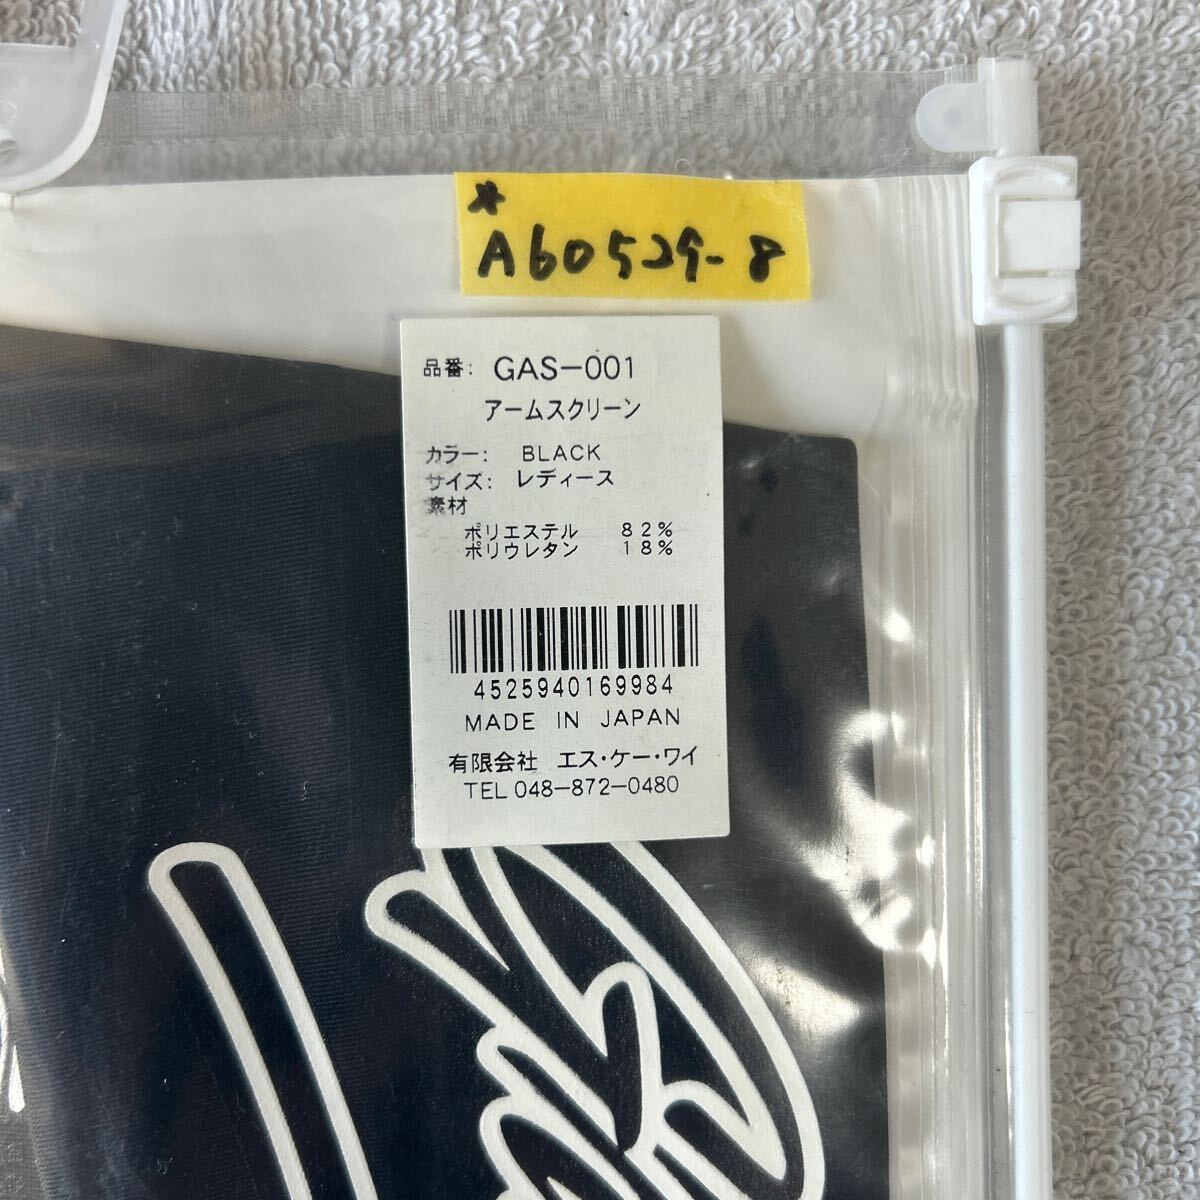 ☆
A60529-8
品番: GAS-001
アームスクリーン
カラー: BLACK
サイズ: レディース
素材
ポリエステル 82%
ポリウレタン 18%
4525940169984
MADE IN JAPAN
有限会社 エス・ケー・ワイ
TEL 048-872-0480